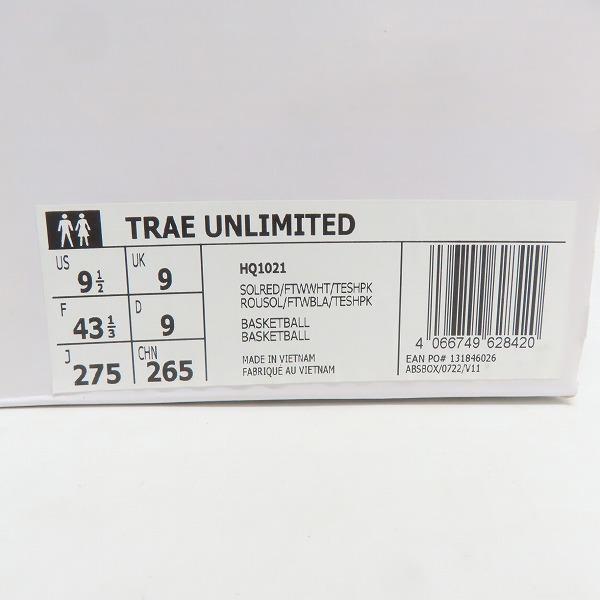 TRAE UNLIMITED
US 9 1/2 UK 9
F 43 1/3 D 9
J 275 CHN 265
HQ1021
SOLRED/FTWWHT/TESHPK
ROUSOL/FTWBLA/TESHPK
BASKETBALL
BASKETBALL
MADE IN VIETNAM
FABRIQUÉ AU VIETNAM
4 066749 628420
EAN PO# 131846026
ABSBOX/0722/V11